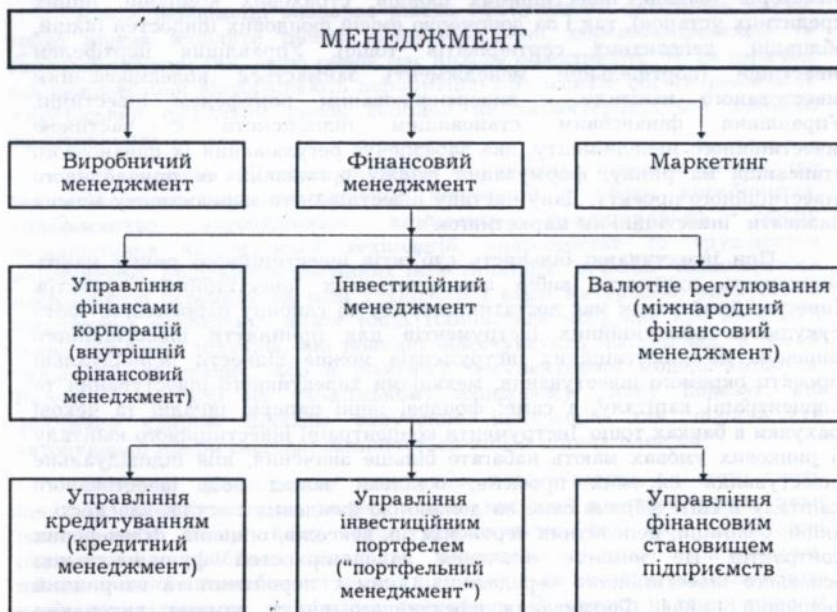 МЕНЕДЖМЕНТ
Виробничий
менеджмент
Фінансовий
менеджмент
Маркетинг
Управління
фінансами
корпорацій
(внутрішній
фінансовий
менеджмент)
Інвестиційний
менеджмент
Валютне регулювання
(міжнародний
фінансовий
менеджмент)
Управління
кредитуванням
(кредитний
менеджмент)
Управління
інвестиційним
портфелем
("портфельний
менеджмент")
Управління
фінансовим
становищем
підприємств